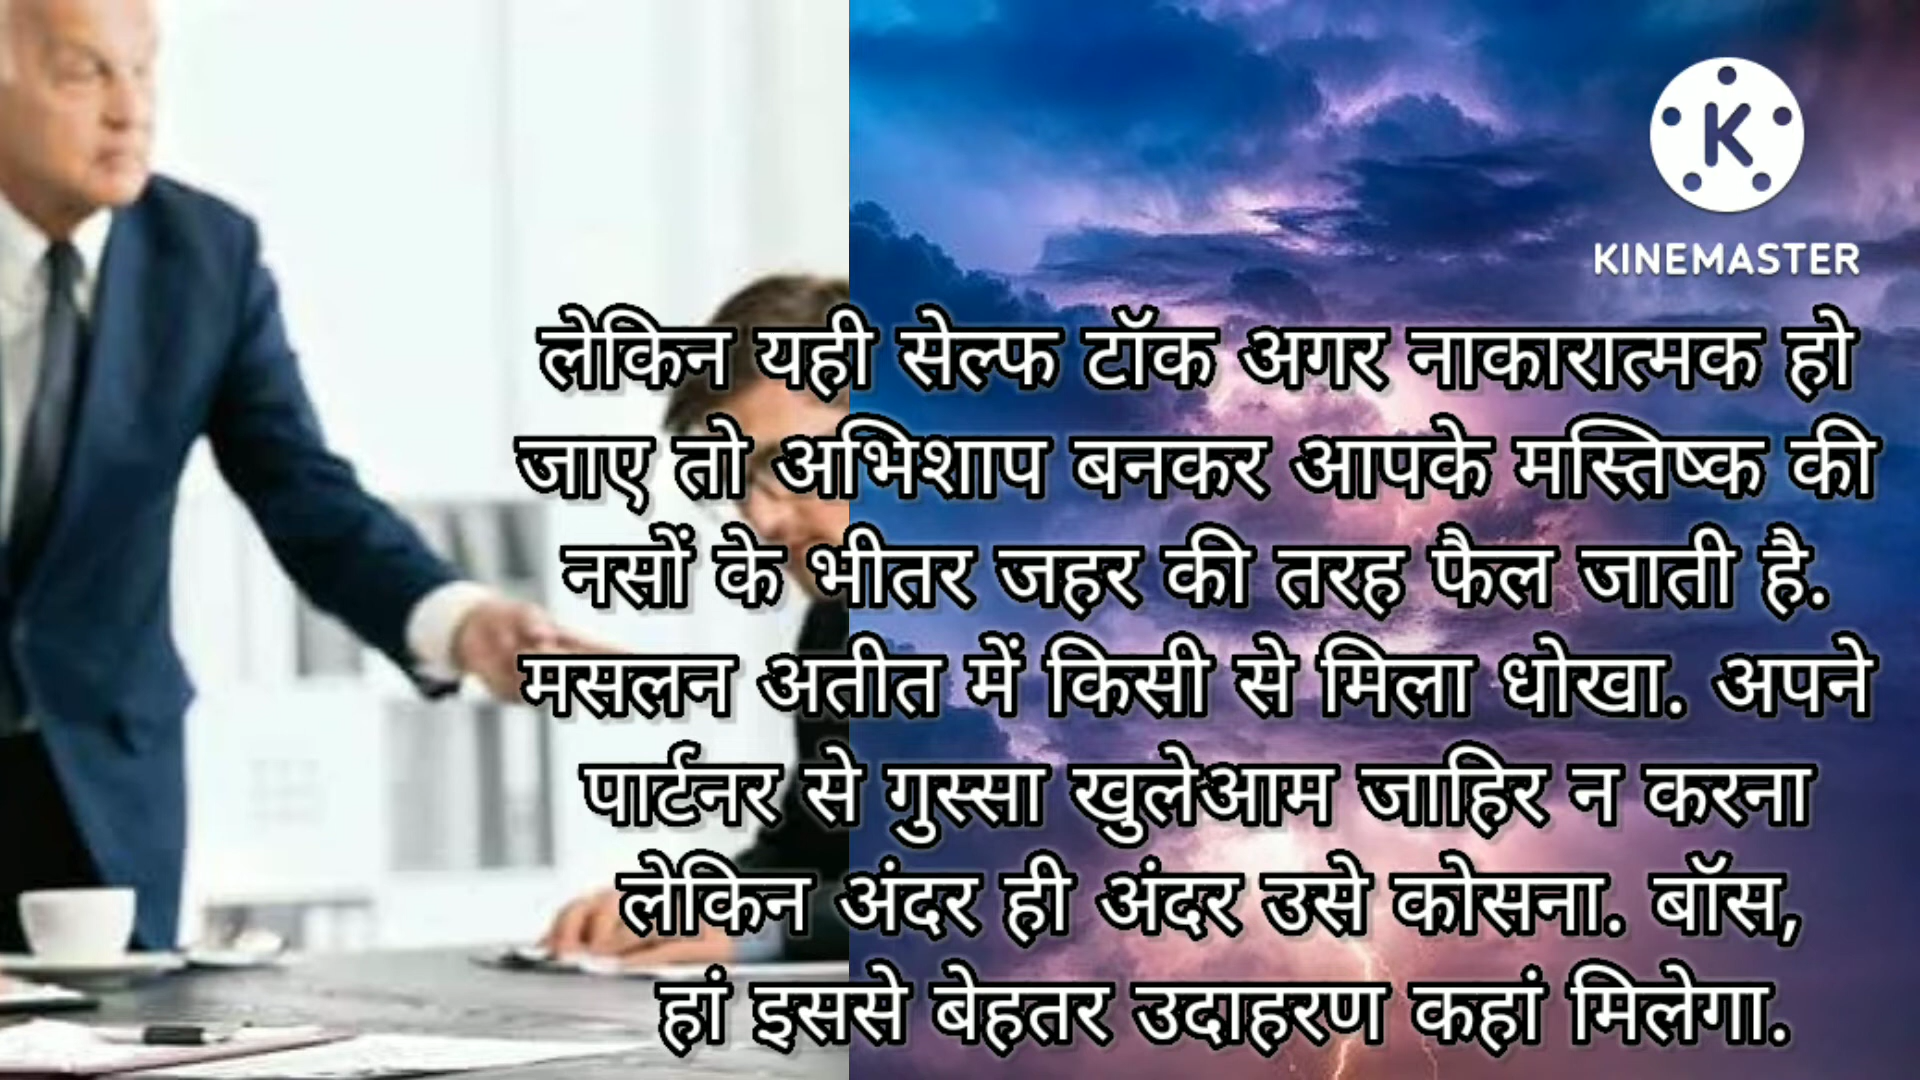 K
KINEMASTER
लेकिन यही सेल्फ टॉक अगर नाकारात्मक हो
जाए तो अभिशाप बनकर आपके मस्तिष्क की
नसों के भीतर जहर की तरह फैल जाती है.
मसलन अतीत में किसी से मिला धोखा. अपने
पार्टनर से गुस्सा खुलेआम जाहिर न करना
लेकिन अंदर ही अंदर उसे कोसना. बॉस,
हां इससे बेहतर उदाहरण कहां मिलेगा.